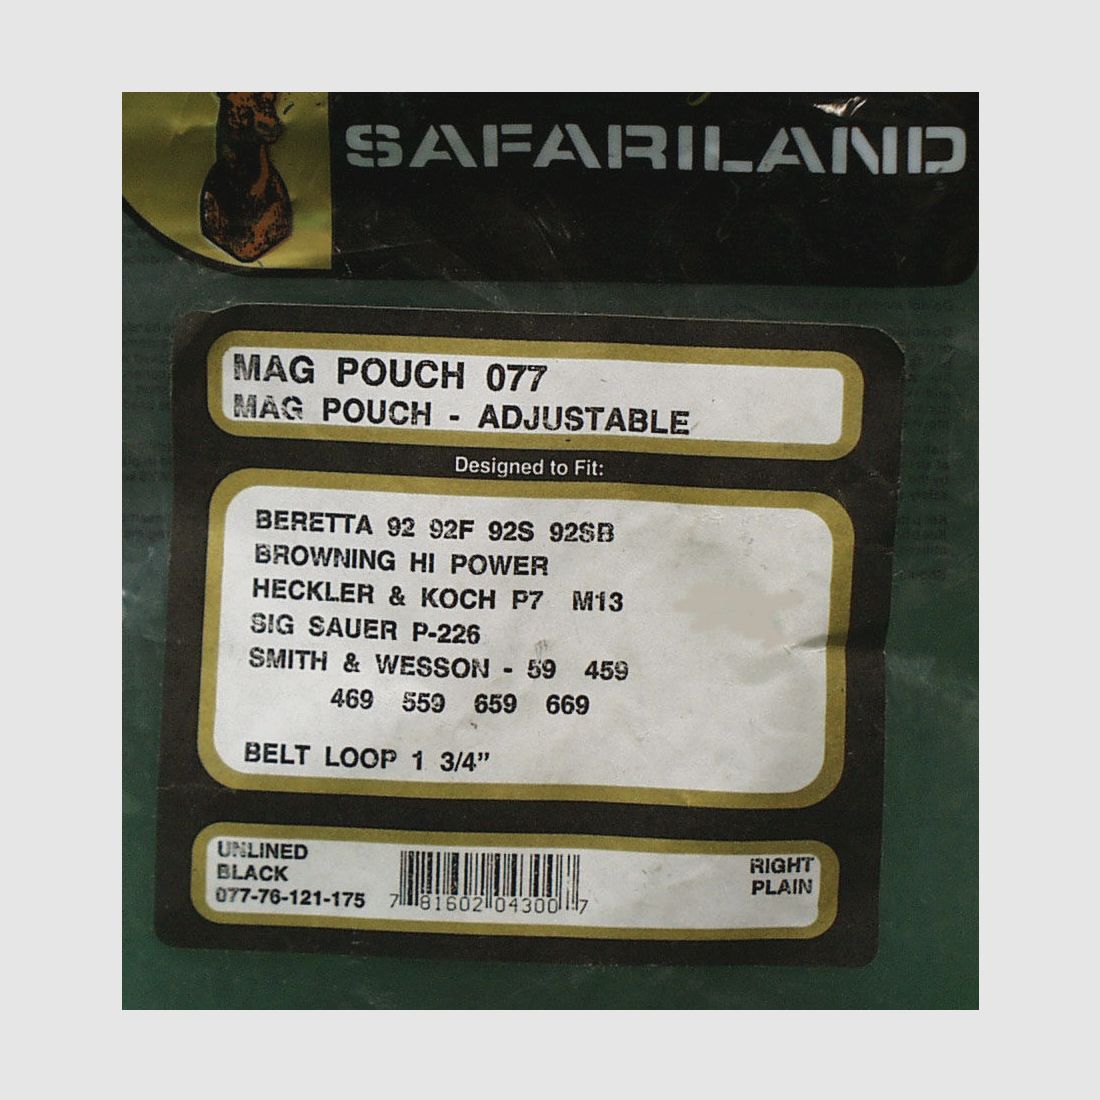 SAFARILAND
MAG POUCH 077
MAG POUCH - ADJUSTABLE
Designed to Fit:
BERETTA 92 92F 92S 92SB
BROWNING HI POWER
HECKLER & KOCH P7 M13
SIG SAUER P-226
SMITH & WESSON - 59 459
469 559 659 669
BELT LOOP 1 3/4”
UNLINED
BLACK
077-76-121-175
7 81602 04300 7
RIGHT
PLAIN